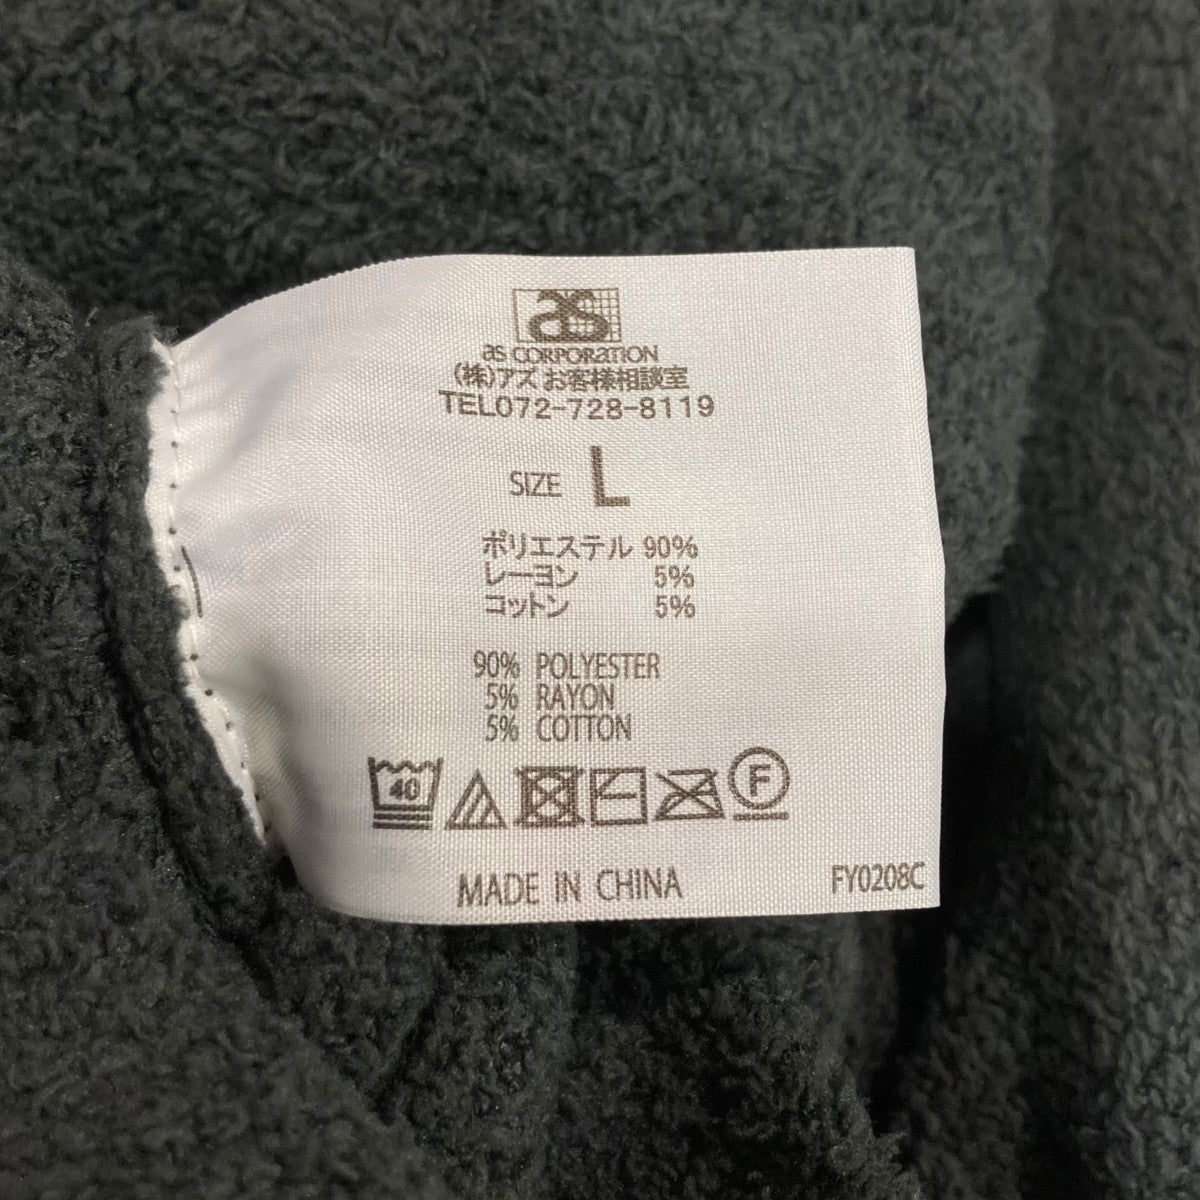 as
as CORPORaTION
(株)アズ お客様相談室
TEL072-728-8119
SIZE L
ポリエステル 90%
レーヨン 5%
コットン 5%
90% POLYESTER
5% RAYON
5% COTTON
40 F
MADE IN CHINA FY0208C